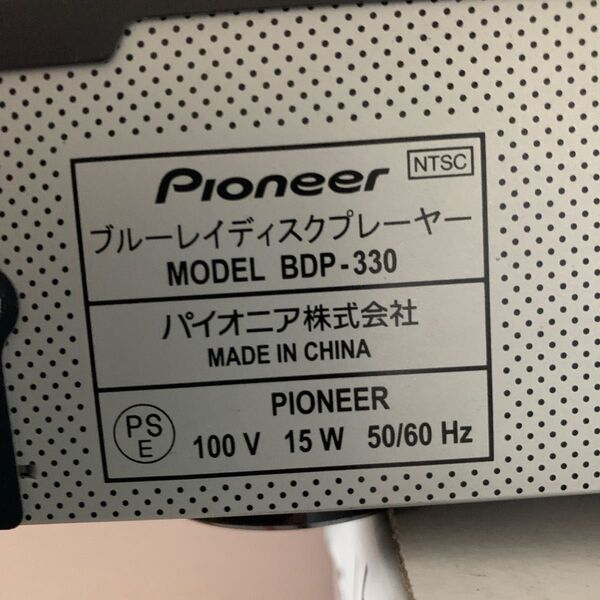 Pioneer NTSC
ブルーレイディスクプレーヤー
MODEL BDP-330
パイオニア株式会社
MADE IN CHINA
PIONEER
PS
E
100 V 15 W 50/60 Hz